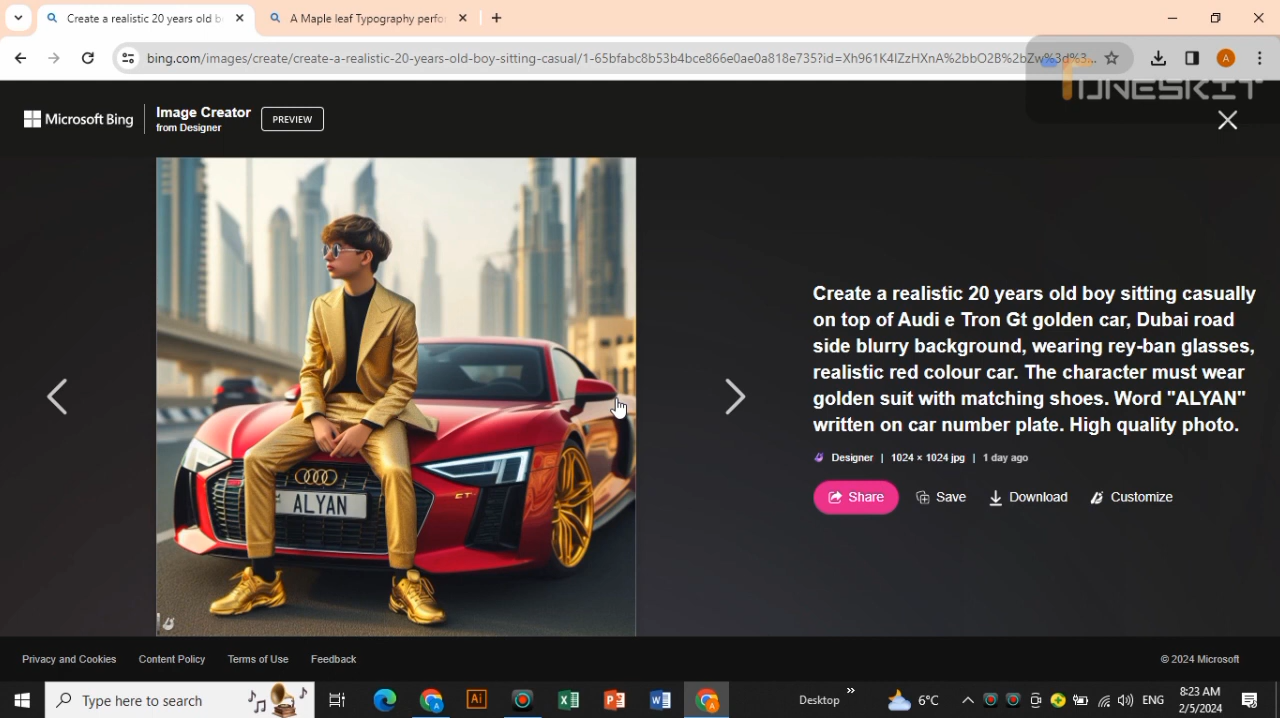 Create a realistic 20 years old b
A Maple leaf Typography perfo
bing.com/images/create/create-a-realistic-20-years-old-boy-sitting-casual/1-65bfabc8b53b4bce866e0ae0a818e735?id=Xh961K4IZzHXnA%2bbO2B%2bZw%3d%3...
A
TUNESKIT
Microsoft Bing
Image Creator
from Designer
PREVIEW
ALYAN
Create a realistic 20 years old boy sitting casually
on top of Audi e Tron Gt golden car, Dubai road
side blurry background, wearing rey-ban glasses,
realistic red colour car. The character must wear
golden suit with matching shoes. Word "ALYAN"
written on car number plate. High quality photo.
Designer | 1024 × 1024 jpg | 1 day ago
Share Save Download Customize
Privacy and Cookies Content Policy Terms of Use Feedback © 2024 Microsoft
Type here to search
Ai
Desktop
6°C
ENG
8:23 AM
2/5/2024